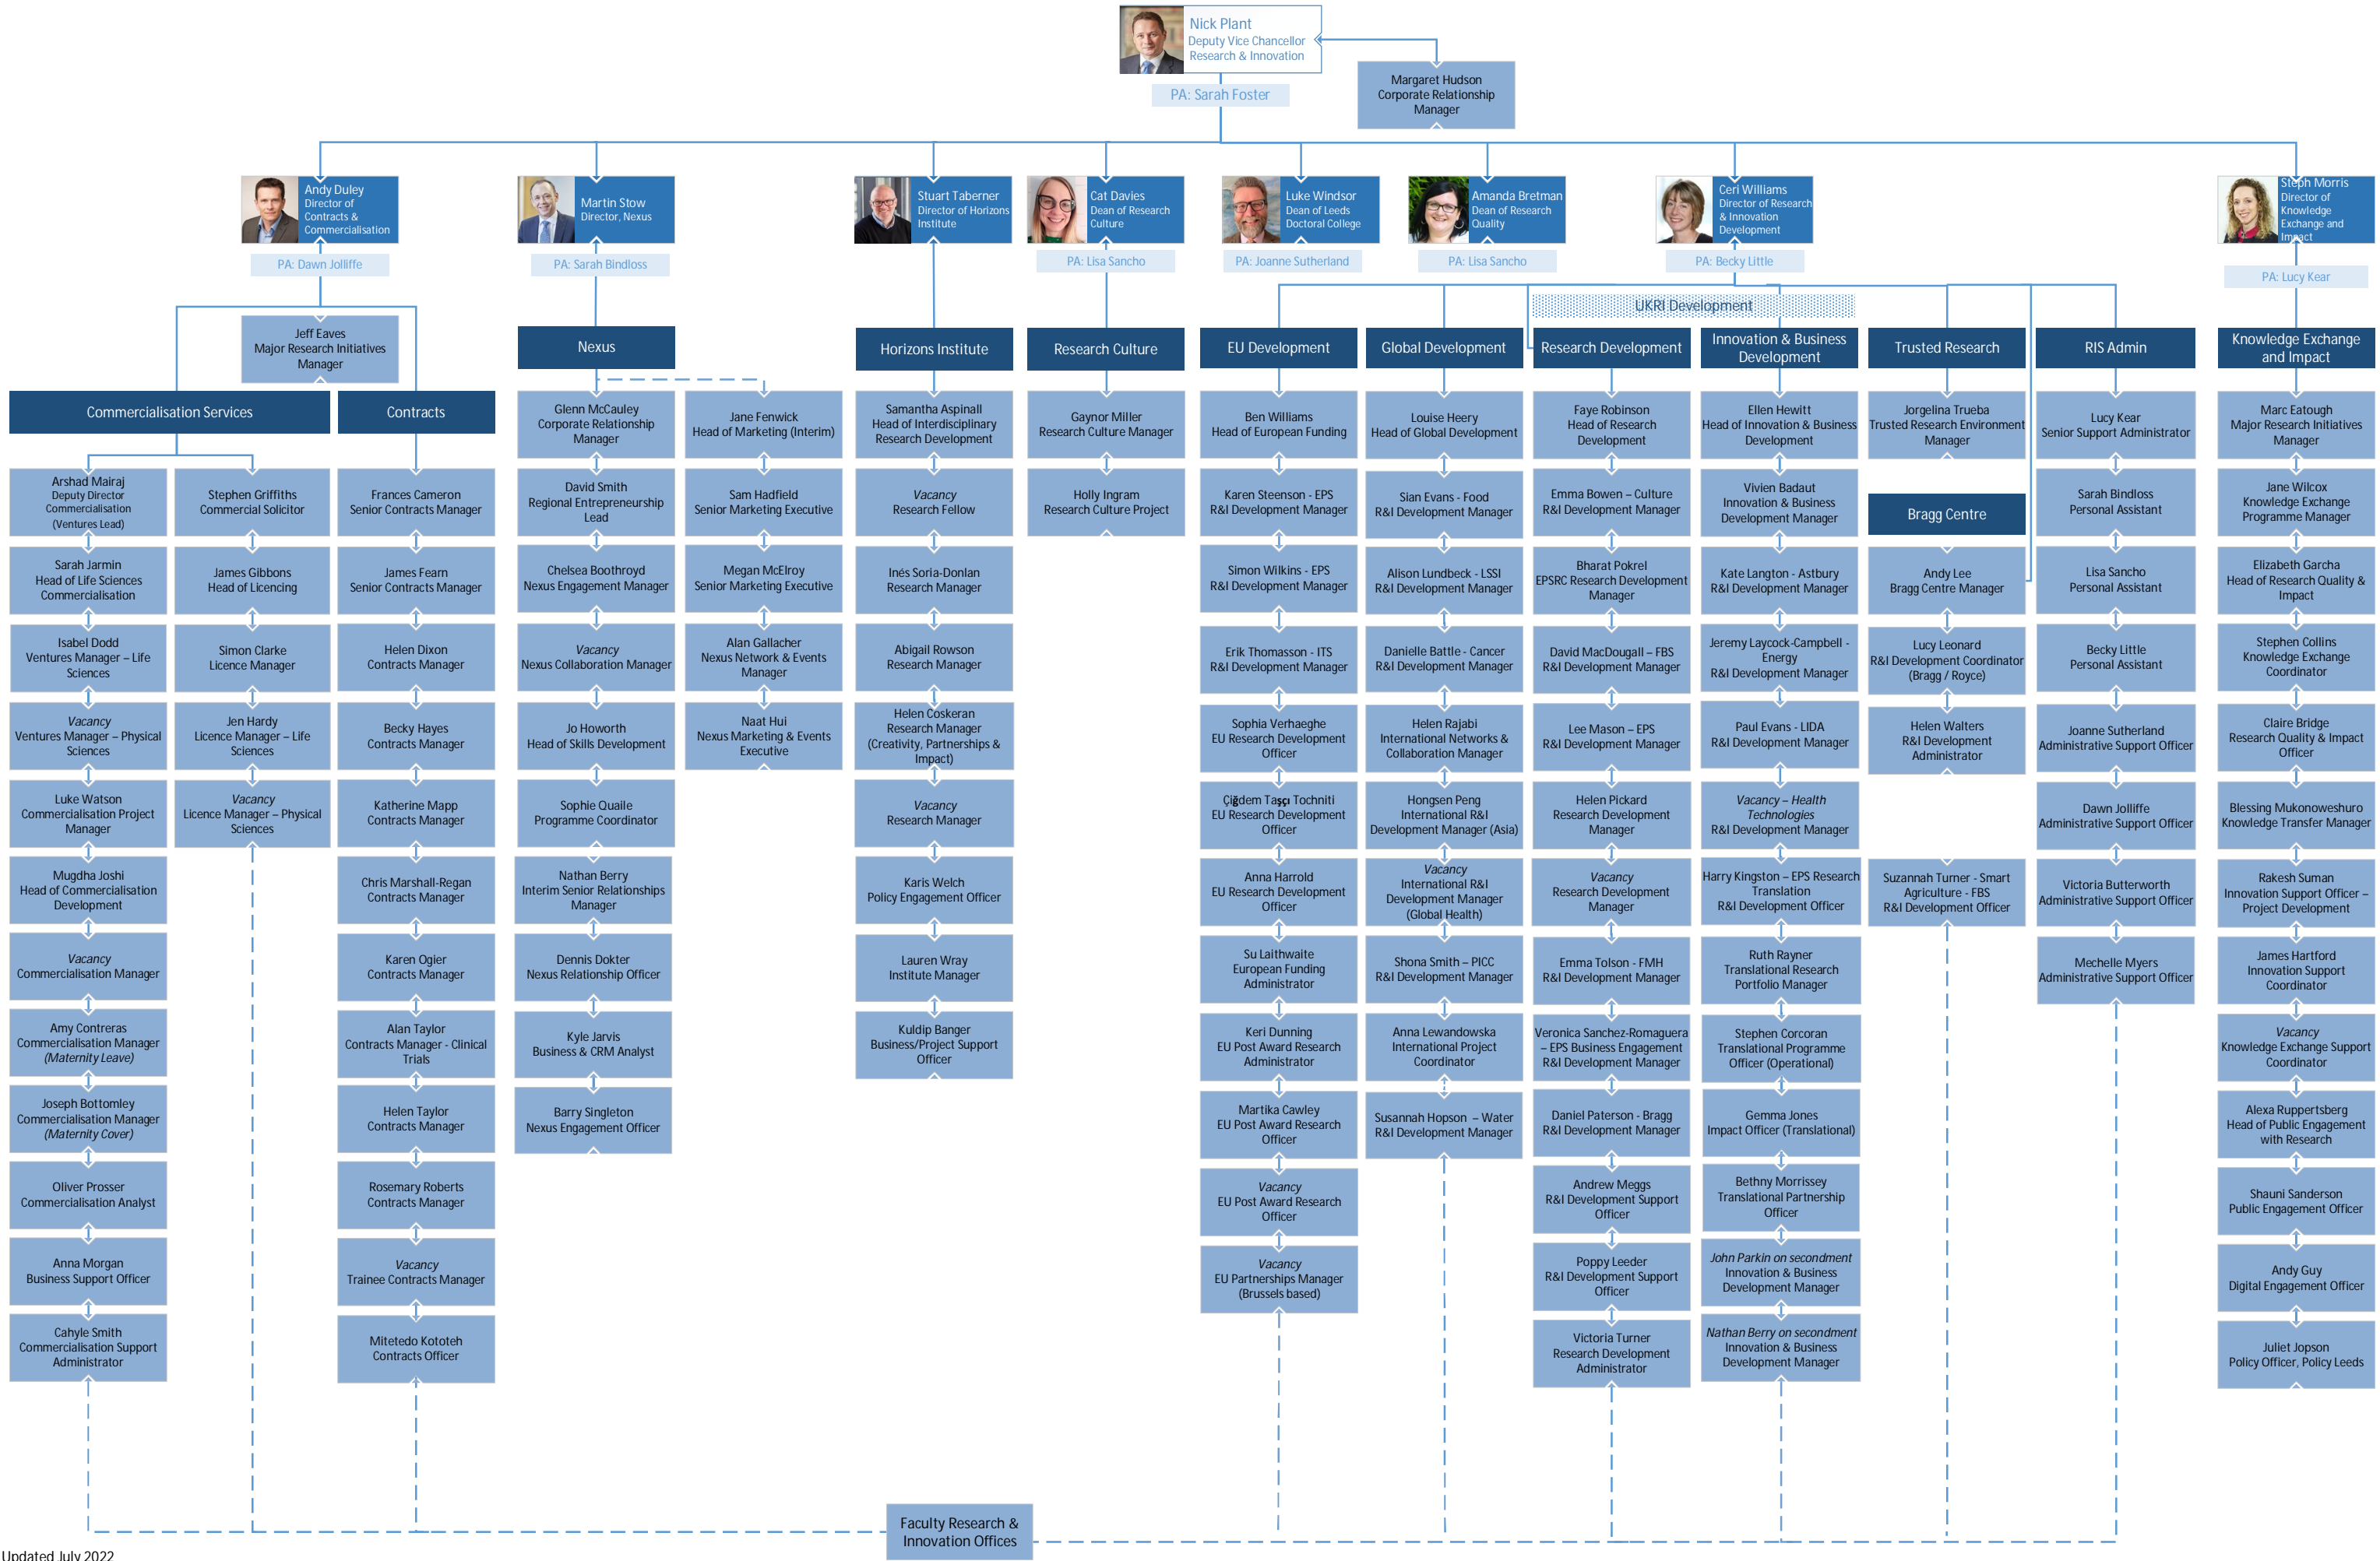 Nick Plant
Deputy Vice Chancellor
Research & Innovation
PA: Sarah Foster
Margaret Hudson
Corporate Relationship
Manager
Andy Duley
Director of
Contracts &
Commercialisation
PA: Dawn Jolliffe
Martin Stow
Director, Nexus
PA: Sarah Bindloss
Stuart Taberner
Director of Horizons
Institute
Cat Davies
Dean of Research
Culture
PA: Lisa Sancho
Luke Windsor
Dean of Leeds
Doctoral College
PA: Joanne Sutherland
Amanda Bretman
Dean of Research
Quality
PA: Lisa Sancho
Ceri Williams
Director of Research
& Innovation
Development
PA: Becky Little
Steph Morris
Director of
Knowledge
Exchange and
Impact
PA: Lucy Kear
Jeff Eaves
Major Research Initiatives
Manager
UKRI Development
Commercialisation Services
Arshad Mairaj
Deputy Director
Commercialisation
(Ventures Lead)
Sarah Jarmin
Head of Life Sciences
Commercialisation
Isabel Dodd
Ventures Manager – Life
Sciences
Vacancy
Ventures Manager – Physical
Sciences
Luke Watson
Commercialisation Project
Manager
Mugdha Joshi
Head of Commercialisation
Development
Vacancy
Commercialisation Manager
Amy Contreras
Commercialisation Manager
(Maternity Leave)
Joseph Bottomley
Commercialisation Manager
(Maternity Cover)
Oliver Prosser
Commercialisation Analyst
Anna Morgan
Business Support Officer
Cahyle Smith
Commercialisation Support
Administrator
Stephen Griffiths
Commercial Solicitor
James Gibbons
Head of Licencing
Simon Clarke
Licence Manager
Jen Hardy
Licence Manager – Life
Sciences
Vacancy
Licence Manager – Physical
Sciences
Contracts
Frances Cameron
Senior Contracts Manager
James Fearn
Senior Contracts Manager
Helen Dixon
Contracts Manager
Becky Hayes
Contracts Manager
Katherine Mapp
Contracts Manager
Chris Marshall-Regan
Contracts Manager
Karen Ogier
Contracts Manager
Alan Taylor
Contracts Manager - Clinical
Trials
Helen Taylor
Contracts Manager
Rosemary Roberts
Contracts Manager
Vacancy
Trainee Contracts Manager
Mitetedo Kototeh
Contracts Officer
Nexus
Glenn McCauley
Corporate Relationship
Manager
David Smith
Regional Entrepreneurship
Lead
Chelsea Boothroyd
Nexus Engagement Manager
Vacancy
Nexus Collaboration Manager
Jo Howorth
Head of Skills Development
Sophie Quaile
Programme Coordinator
Nathan Berry
Interim Senior Relationships
Manager
Dennis Dokter
Nexus Relationship Officer
Kyle Jarvis
Business & CRM Analyst
Barry Singleton
Nexus Engagement Officer
Jane Fenwick
Head of Marketing (Interim)
Sam Hadfield
Senior Marketing Executive
Megan McElroy
Senior Marketing Executive
Alan Gallacher
Nexus Network & Events
Manager
Naat Hui
Nexus Marketing & Events
Executive
Horizons Institute
Samantha Aspinall
Head of Interdisciplinary
Research Development
Vacancy
Research Fellow
Inés Soria-Donlan
Research Manager
Abigail Rowson
Research Manager
Helen Coskeran
Research Manager
(Creativity, Partnerships &
Impact)
Vacancy
Research Manager
Karis Welch
Policy Engagement Officer
Lauren Wray
Institute Manager
Kuldip Banger
Business/Project Support
Officer
Research Culture
Gaynor Miller
Research Culture Manager
Holly Ingram
Research Culture Project
EU Development
Ben Williams
Head of European Funding
Karen Steenson - EPS
R&I Development Manager
Simon Wilkins - EPS
R&I Development Manager
Erik Thomasson - ITS
R&I Development Manager
Sophia Verhaeghe
EU Research Development
Officer
Çiğdem Taşçı Tochniti
EU Research Development
Officer
Anna Harrold
EU Research Development
Officer
Su Laithwaite
European Funding
Administrator
Keri Dunning
EU Post Award Research
Administrator
Martika Cawley
EU Post Award Research
Officer
Vacancy
EU Post Award Research
Officer
Vacancy
EU Partnerships Manager
(Brussels based)
Global Development
Louise Heery
Head of Global Development
Sian Evans - Food
R&I Development Manager
Alison Lundbeck - LSSI
R&I Development Manager
Danielle Battle - Cancer
R&I Development Manager
Helen Rajabi
International Networks &
Collaboration Manager
Hongsen Peng
International R&I
Development Manager (Asia)
Vacancy
International R&I
Development Manager
(Global Health)
Shona Smith – PICC
R&I Development Manager
Anna Lewandowska
International Project
Coordinator
Susannah Hopson – Water
R&I Development Manager
Research Development
Faye Robinson
Head of Research
Development
Emma Bowen – Culture
R&I Development Manager
Bharat Pokrel
EPSRC Research Development
Manager
David MacDougall – FBS
R&I Development Manager
Lee Mason – EPS
R&I Development Manager
Helen Pickard
Research Development
Manager
Vacancy
Research Development
Manager
Emma Tolson - FMH
R&I Development Manager
Veronica Sanchez-Romaguera
– EPS Business Engagement
R&I Development Manager
Daniel Paterson - Bragg
R&I Development Manager
Andrew Meggs
R&I Development Support
Officer
Poppy Leeder
R&I Development Support
Officer
Victoria Turner
Research Development
Administrator
Innovation & Business
Development
Ellen Hewitt
Head of Innovation & Business
Development
Vivien Badaut
Innovation & Business
Development Manager
Kate Langton - Astbury
R&I Development Manager
Jeremy Laycock-Campbell -
Energy
R&I Development Manager
Paul Evans - LIDA
R&I Development Manager
Vacancy – Health
Technologies
R&I Development Manager
Harry Kingston – EPS Research
Translation
R&I Development Officer
Ruth Rayner
Translational Research
Portfolio Manager
Stephen Corcoran
Translational Programme
Officer (Operational)
Gemma Jones
Impact Officer (Translational)
Bethny Morrissey
Translational Partnership
Officer
John Parkin on secondment
Innovation & Business
Development Manager
Nathan Berry on secondment
Innovation & Business
Development Manager
Trusted Research
Jorgelina Trueba
Trusted Research Environment
Manager
Bragg Centre
Andy Lee
Bragg Centre Manager
Lucy Leonard
R&I Development Coordinator
(Bragg / Royce)
Helen Walters
R&I Development
Administrator
Suzannah Turner - Smart
Agriculture - FBS
R&I Development Officer
RIS Admin
Lucy Kear
Senior Support Administrator
Sarah Bindloss
Personal Assistant
Lisa Sancho
Personal Assistant
Becky Little
Personal Assistant
Joanne Sutherland
Administrative Support Officer
Dawn Jolliffe
Administrative Support Officer
Victoria Butterworth
Administrative Support Officer
Mechelle Myers
Administrative Support Officer
Knowledge Exchange
and Impact
Marc Eatough
Major Research Initiatives
Manager
Jane Wilcox
Knowledge Exchange
Programme Manager
Elizabeth Garcha
Head of Research Quality &
Impact
Stephen Collins
Knowledge Exchange
Coordinator
Claire Bridge
Research Quality & Impact
Officer
Blessing Mukonoweshuro
Knowledge Transfer Manager
Rakesh Suman
Innovation Support Officer –
Project Development
James Hartford
Innovation Support
Coordinator
Vacancy
Knowledge Exchange Support
Coordinator
Alexa Ruppertsberg
Head of Public Engagement
with Research
Shauni Sanderson
Public Engagement Officer
Andy Guy
Digital Engagement Officer
Juliet Jopson
Policy Officer, Policy Leeds
Faculty Research &
Innovation Offices
Updated July 2022